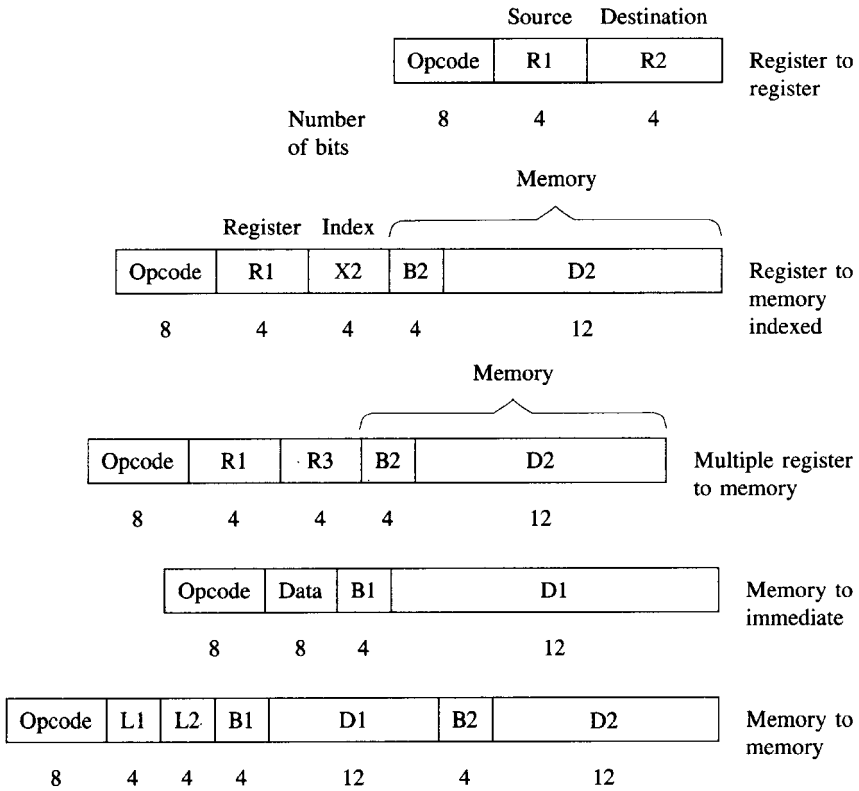 Source Destination
Opcode R1 R2 Register to
register
Number
of bits
8 4 4
Memory
Register Index
Opcode R1 X2 B2 D2 Register to
memory
indexed
8 4 4 4 12
Memory
Opcode R1 R3 B2 D2 Multiple register
to memory
8 4 4 4 12
Opcode Data B1 D1 Memory to
immediate
8 8 4 12
Opcode L1 L2 B1 D1 B2 D2 Memory to
memory
8 4 4 4 12 4 12